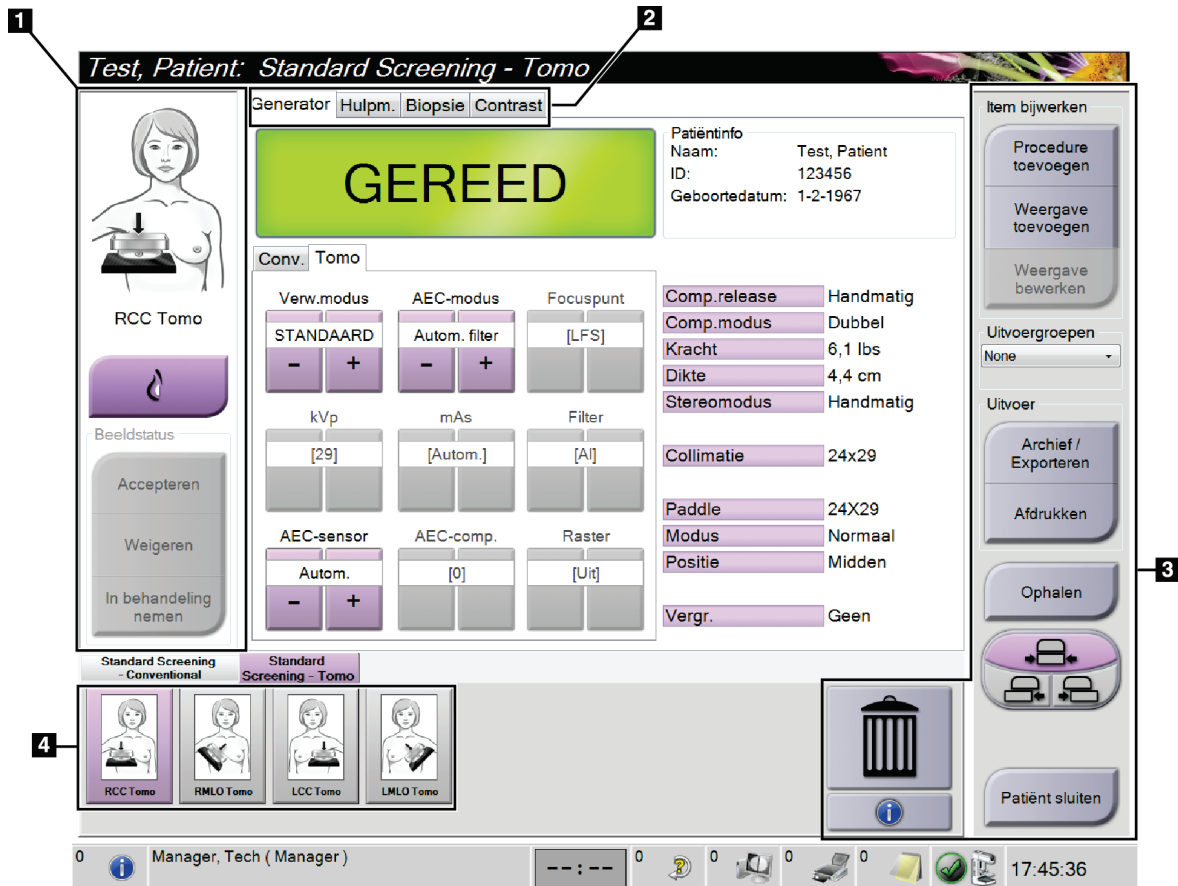 1
2
Test, Patient: Standard Screening - Tomo
Generator Hulpm. Biopsie Contrast
GEREED
Patiëntinfo
Naam: Test, Patient
ID: 123456
Geboortedatum: 1-2-1967
RCC Tomo
Beeldstatus
Accepteren
Weigeren
In behandeling
nemen
Conv. Tomo
Verw.modus AEC-modus Focuspunt
STANDAARD Autom. filter [LFS]
- + - +
kVp mAs Filter
[29] [Autom.] [Al]
AEC-sensor AEC-comp. Raster
Autom. [0] [Uit]
- +
Comp.release Handmatig
Comp.modus Dubbel
Kracht 6,1 lbs
Dikte 4,4 cm
Stereomodus Handmatig
Collimatie 24x29
Paddle 24X29
Modus Normaal
Positie Midden
Vergr. Geen
Item bijwerken
Procedure
toevoegen
Weergave
toevoegen
Weergave
bewerken
Uitvoergroepen
None
Uitvoer
Archief /
Exporteren
Afdrukken
Ophalen
Patiënt sluiten
3
Standard Screening
- Conventional
Standard
Screening - Tomo
4
RCC Tomo RMLO Tomo LCC Tomo LMLO Tomo
0 Manager, Tech ( Manager ) --:-- 0 0 0 0 17:45:36